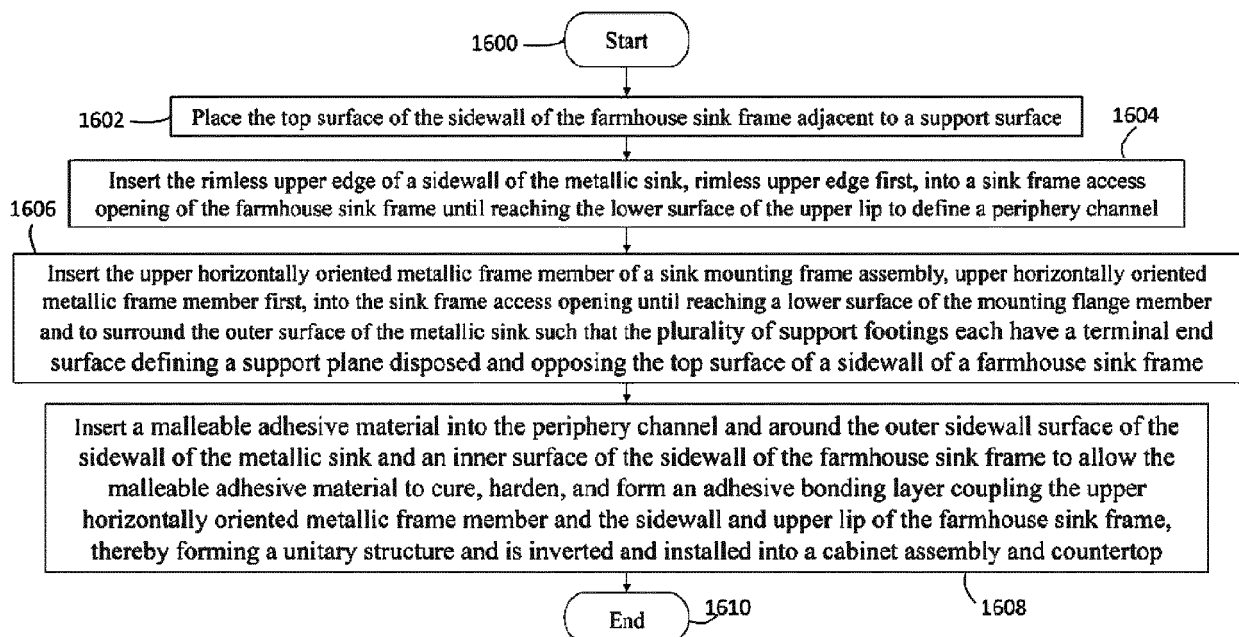 1600
Start
1602
Place the top surface of the sidewall of the farmhouse sink frame adjacent to a support surface
1604
Insert the rimless upper edge of a sidewall of the metallic sink, rimless upper edge first, into a sink frame access
opening of the farmhouse sink frame until reaching the lower surface of the upper lip to define a periphery channel
1606
Insert the upper horizontally oriented metallic frame member of a sink mounting frame assembly, upper horizontally oriented
metallic frame member first, into the sink frame access opening until reaching a lower surface of the mounting flange member
and to surround the outer surface of the metallic sink such that the plurality of support footings each have a terminal end
surface defining a support plane disposed and opposing the top surface of a sidewall of a farmhouse sink frame
Insert a malleable adhesive material into the periphery channel and around the outer sidewall surface of the
sidewall of the metallic sink and an inner surface of the sidewall of the farmhouse sink frame to allow the
malleable adhesive material to cure, harden, and form an adhesive bonding layer coupling the upper
horizontally oriented metallic frame member and the sidewall and upper lip of the farmhouse sink frame,
thereby forming a unitary structure and is inverted and installed into a cabinet assembly and countertop
1608
End
1610